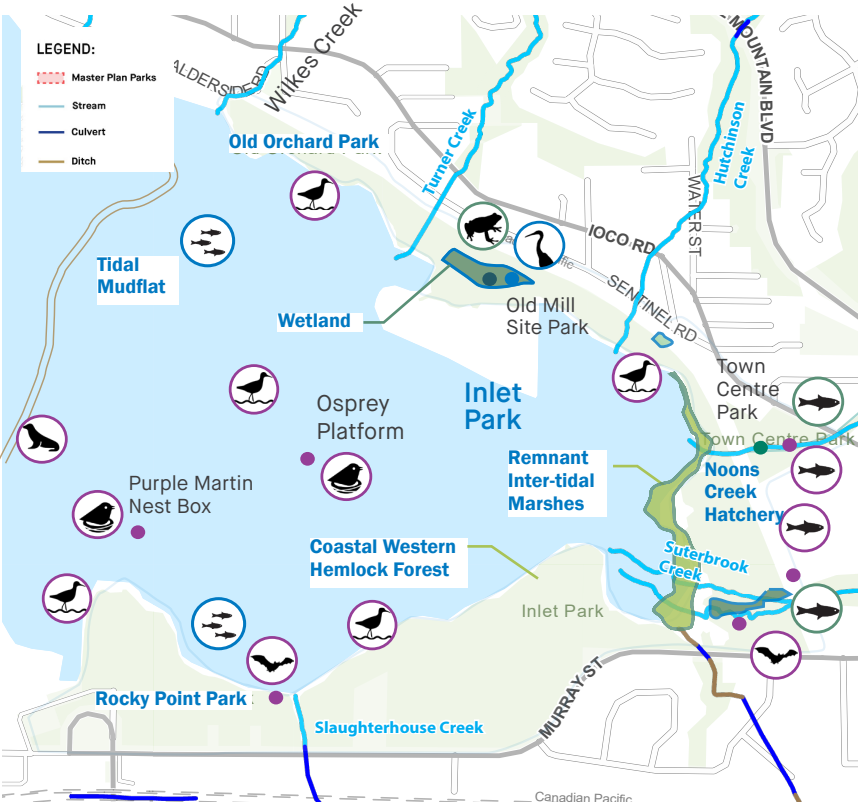 LEGEND:
Master Plan Parks
Stream
Culvert
Ditch
Wilkes Creek
Old Orchard Park
Turner Creek
Hutchinson
Creek
MOUNTAIN BLVD
WATER ST
IOCO RD
SENTINEL RD
Tidal
Mudflat
Wetland
Old Mill
Site Park
Inlet
Park
Osprey
Platform
Town
Centre
Park
Town Centre Park
Purple Martin
Nest Box
Remnant
Inter-tidal
Marshes
Noons
Creek
Hatchery
Coastal Western
Hemlock Forest
Suterbrook
Creek
Inlet Park
Rocky Point Park
Slaughterhouse Creek
MURRAY ST
Canadian Pacific